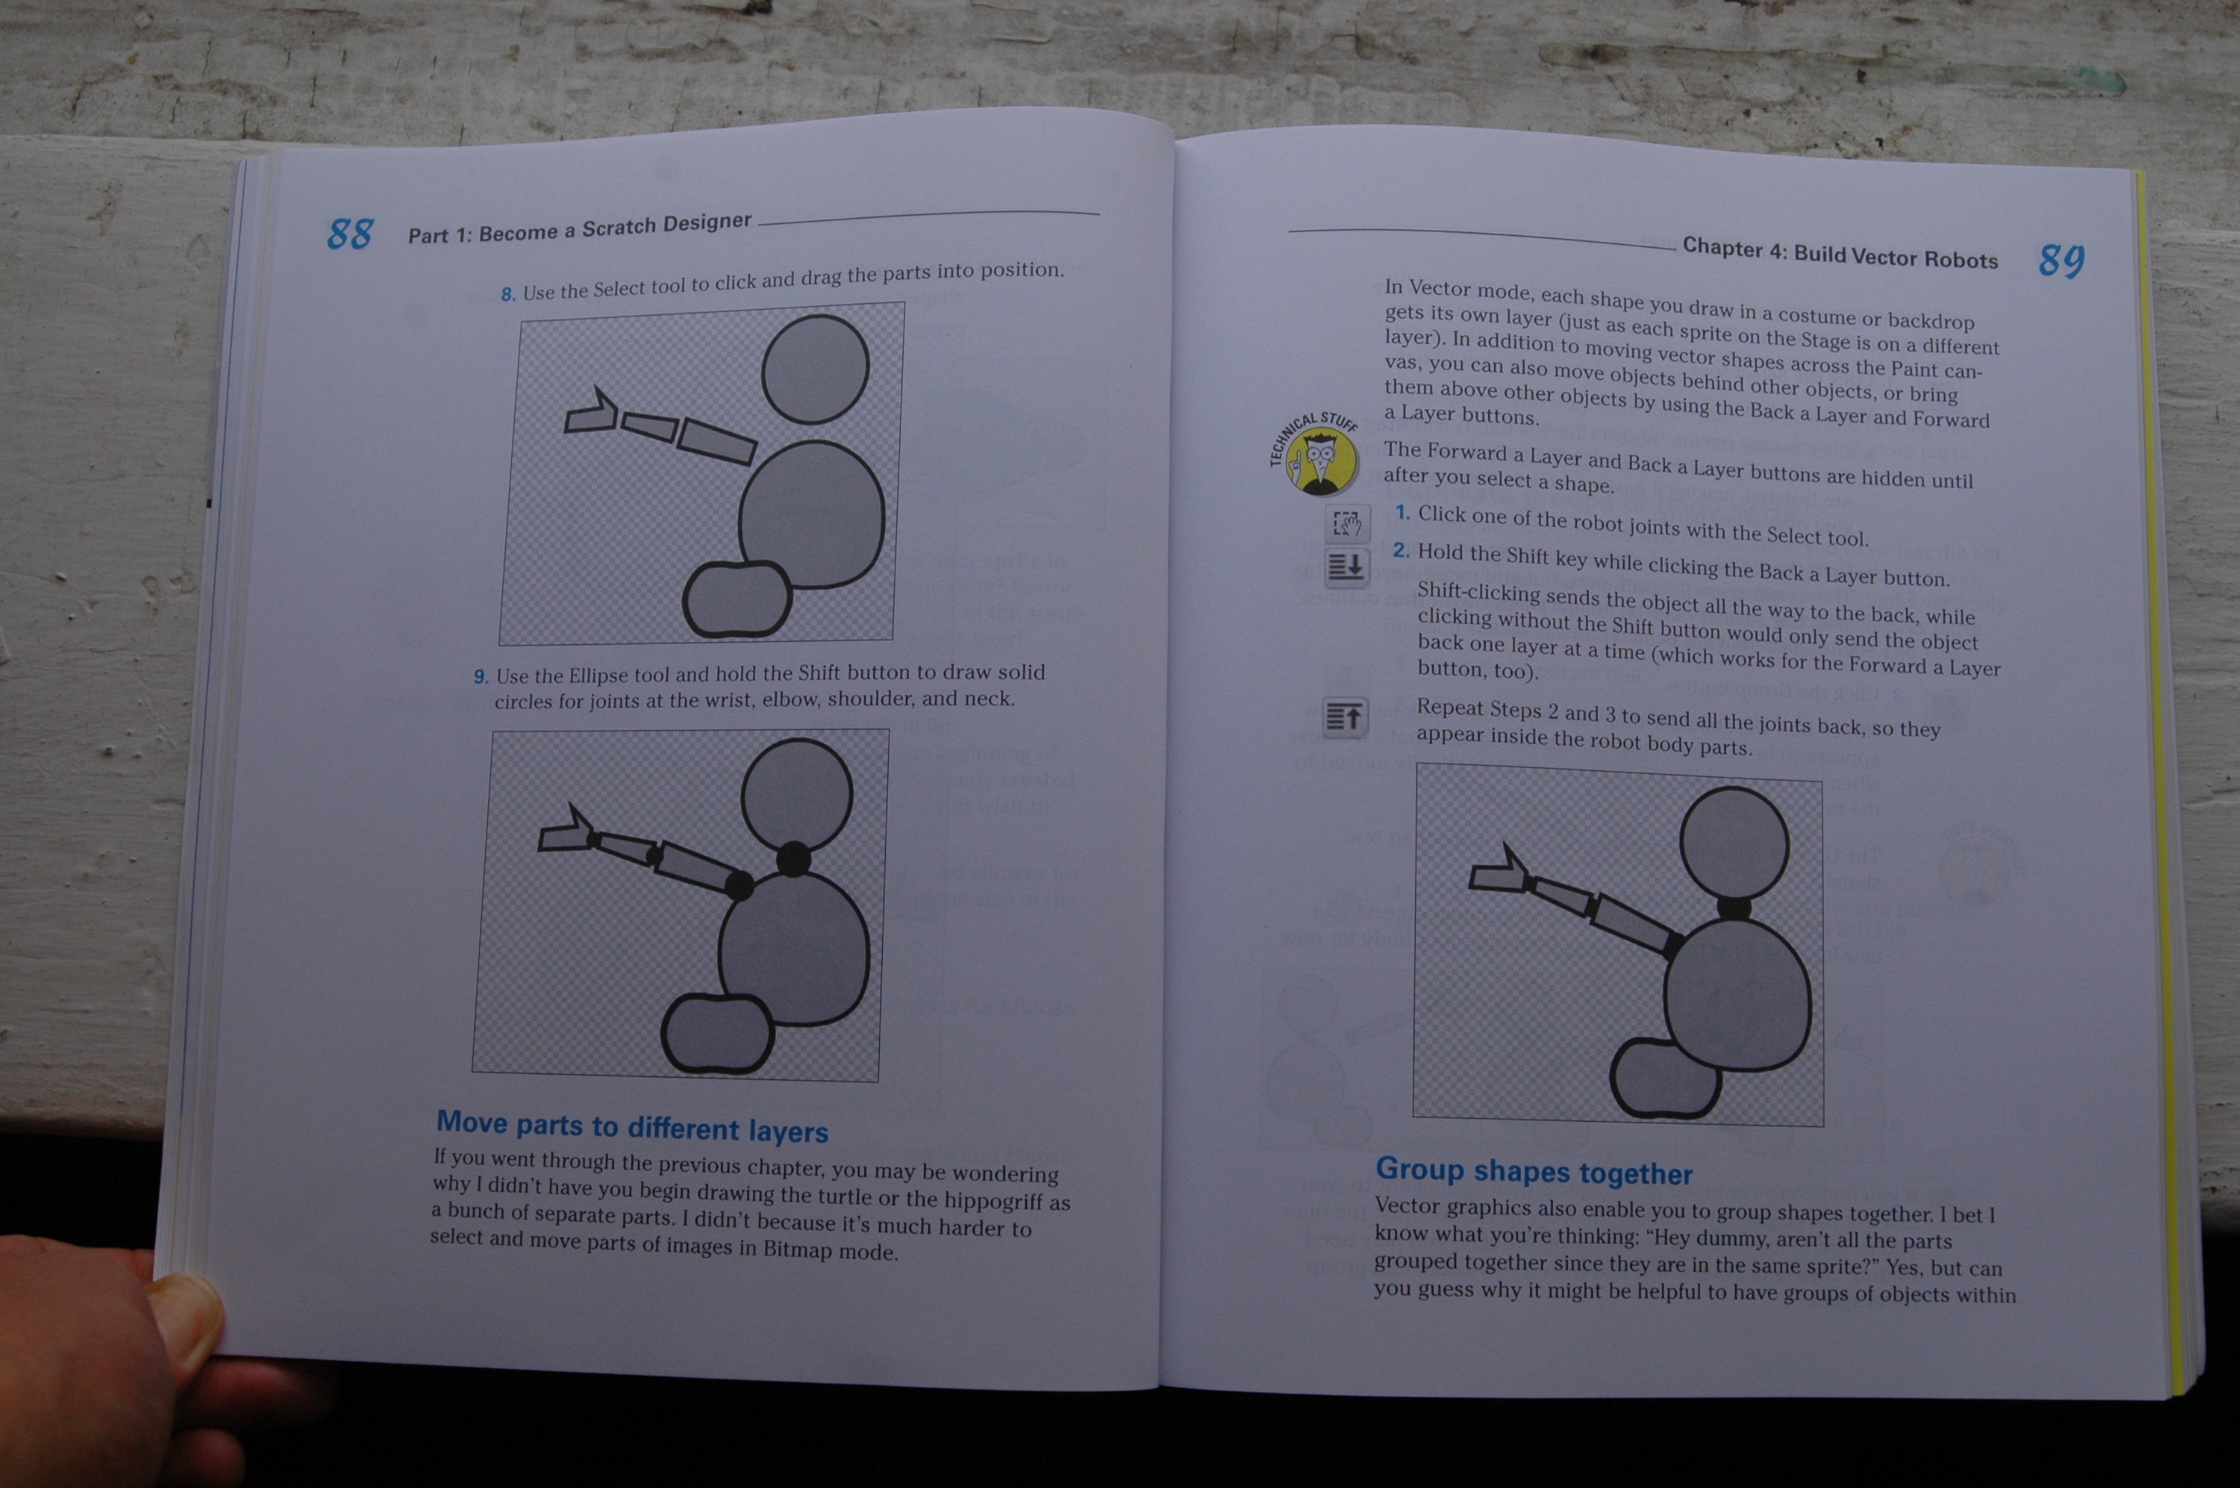 88 Part 1: Become a Scratch Designer
8. Use the Select tool to click and drag the parts into position.
9. Use the Ellipse tool and hold the Shift button to draw solid
circles for joints at the wrist, elbow, shoulder, and neck.
Move parts to different layers
If you went through the previous chapter, you may be wondering
why I didn't have you begin drawing the turtle or the hippogriff as
a bunch of separate parts. I didn't because it's much harder to
select and move parts of images in Bitmap mode.
Chapter 4: Build Vector Robots 89
In Vector mode, each shape you draw in a costume or backdrop
gets its own layer (just as each sprite on the Stage is on a different
layer). In addition to moving vector shapes across the Paint can-
vas, you can also move objects behind other objects, or bring
them above other objects by using the Back a Layer and Forward
a Layer buttons.
TECHNICAL STUFF
The Forward a Layer and Back a Layer buttons are hidden until
after you select a shape.
1. Click one of the robot joints with the Select tool.
2. Hold the Shift key while clicking the Back a Layer button.
Shift-clicking sends the object all the way to the back, while
clicking without the Shift button would only send the object
back one layer at a time (which works for the Forward a Layer
button, too).
Repeat Steps 2 and 3 to send all the joints back, so they
appear inside the robot body parts.
Group shapes together
Vector graphics also enable you to group shapes together. I bet I
know what you're thinking: “Hey dummy, aren't all the parts
grouped together since they are in the same sprite?” Yes, but can
you guess why it might be helpful to have groups of objects within